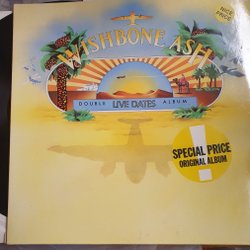 WISHBONE ASH
DOUBLE LIVE DATES ALBUM
!
SPECIAL PRICE
ORIGINAL ALBUM